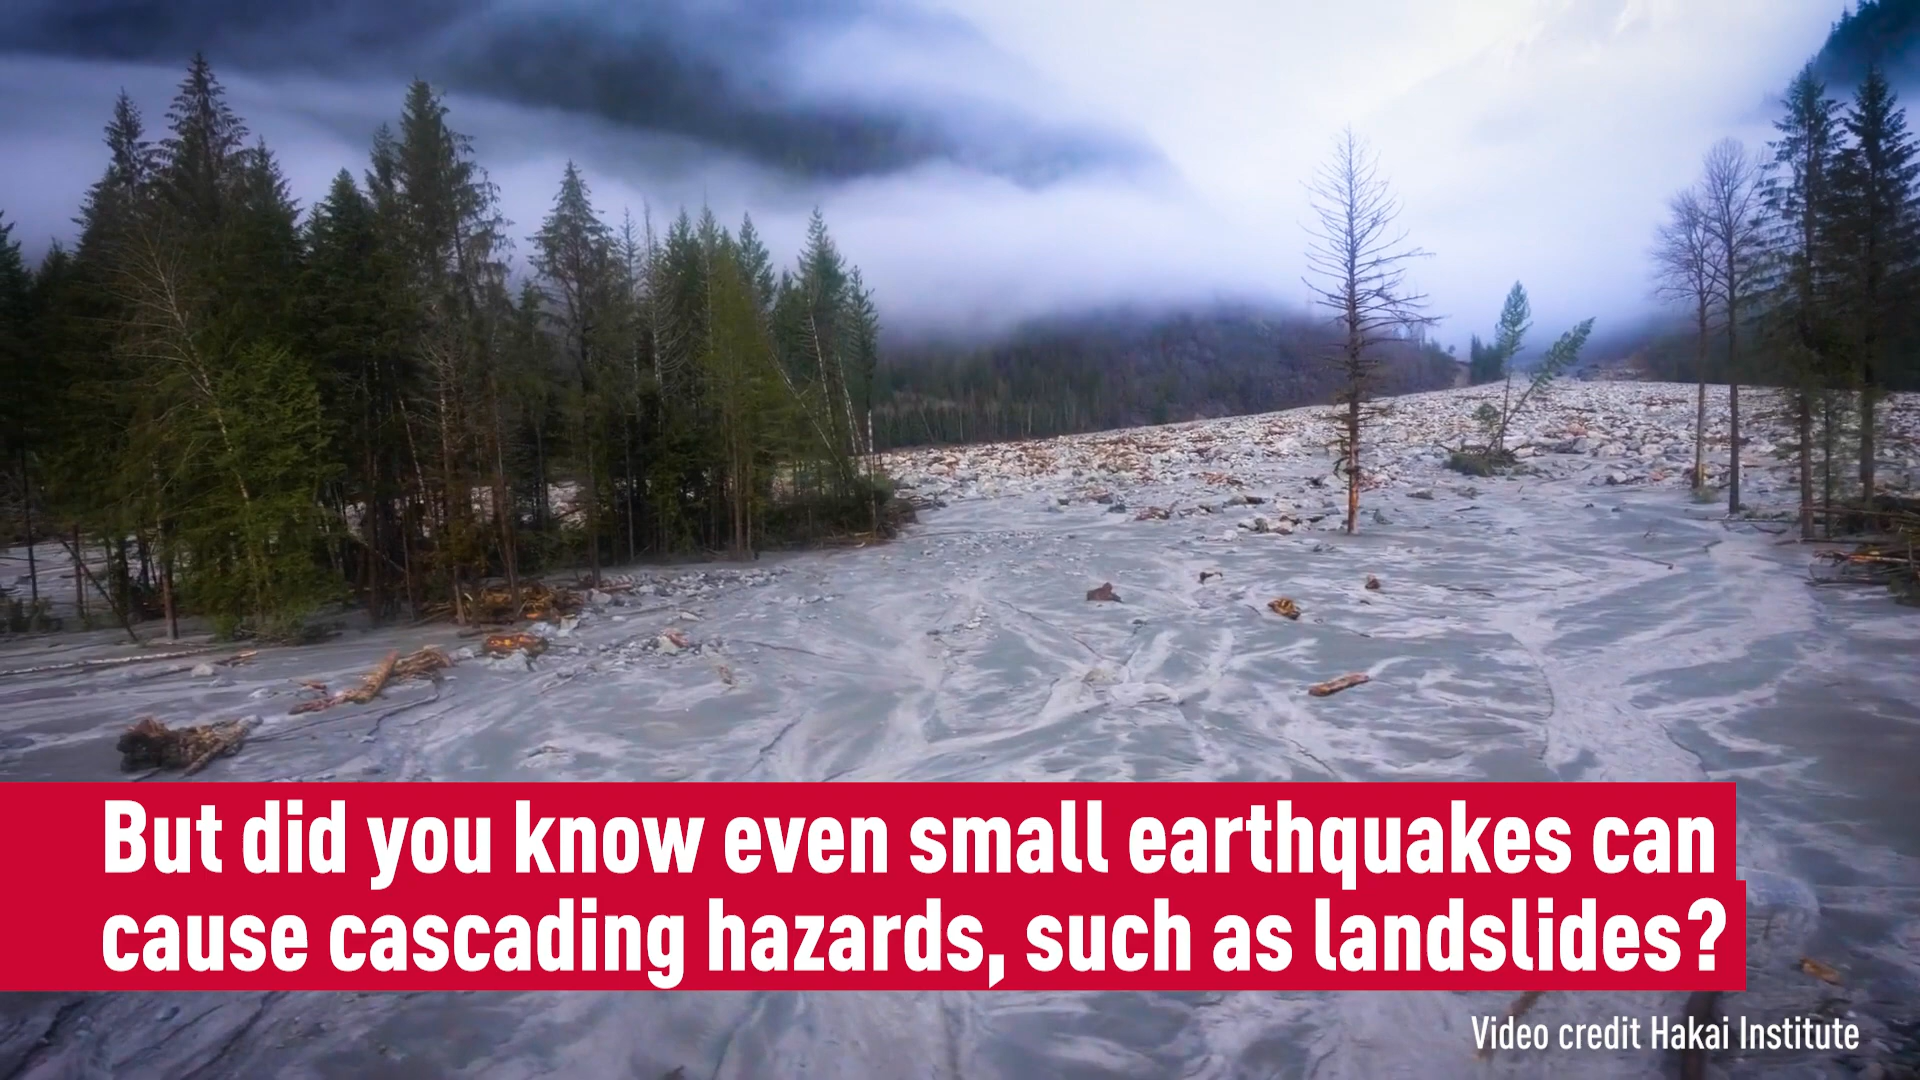 But did you know even small earthquakes can
cause cascading hazards, such as landslides?
Video credit Hakai Institute